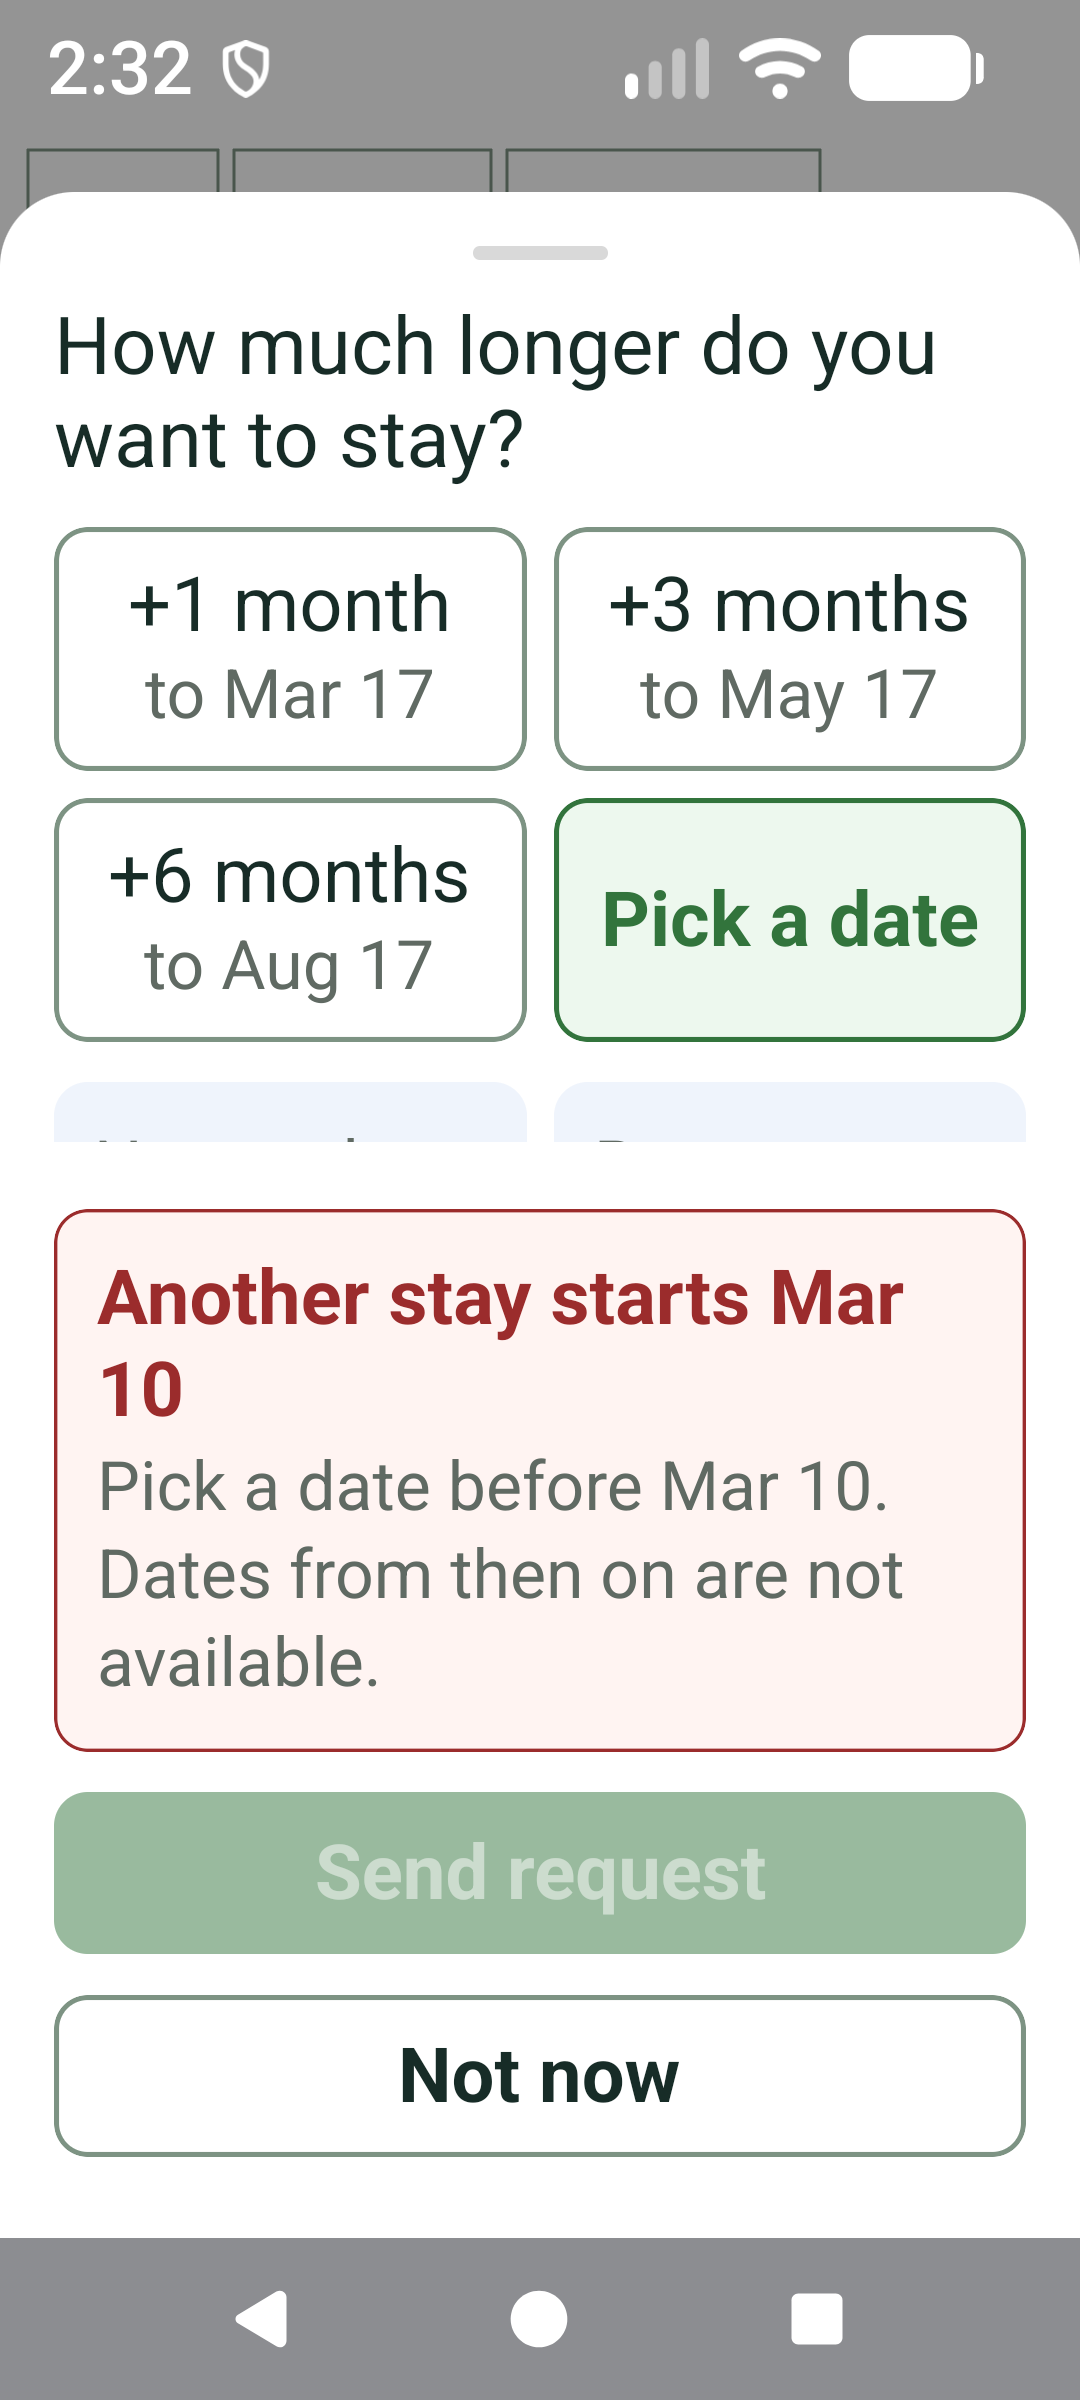 2:32
How much longer do you
want to stay?
+1 month
to Mar 17
+3 months
to May 17
+6 months
to Aug 17
Pick a date
Another stay starts Mar
10
Pick a date before Mar 10.
Dates from then on are not
available.
Send request
Not now